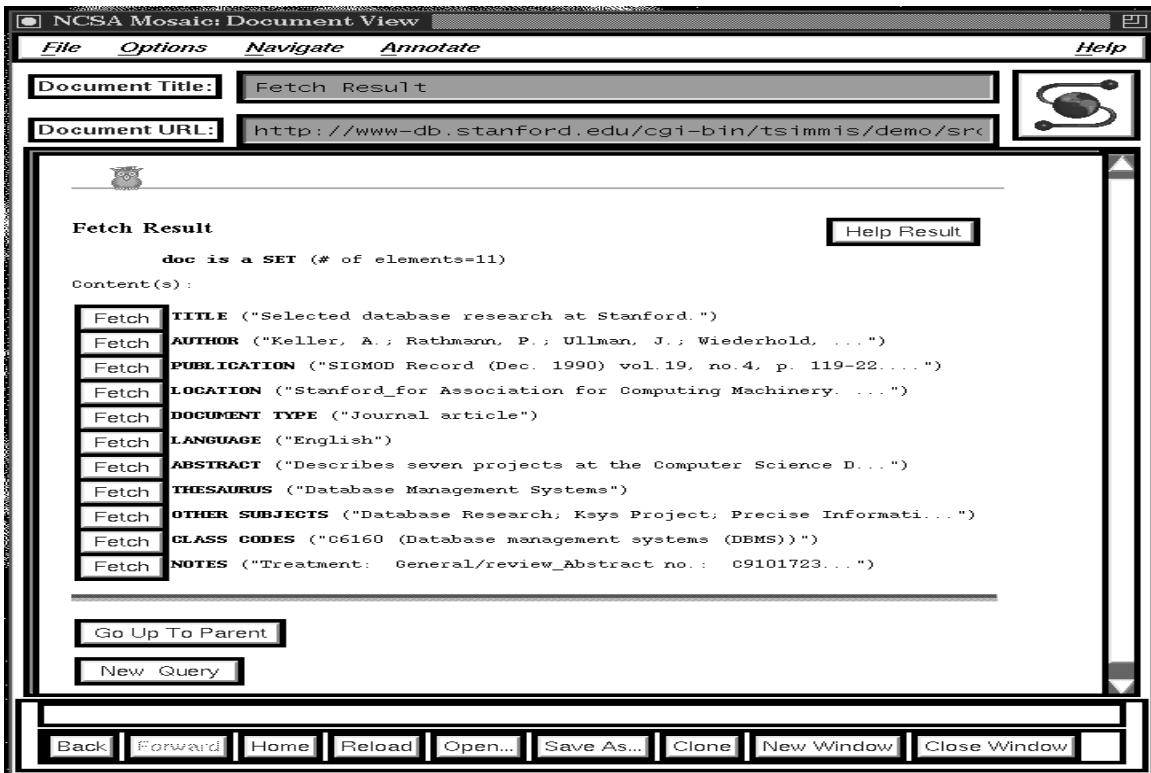 NCSA Mosaic: Document View
File Options Navigate Annotate Help
Document Title: Fetch Result
Document URL: http://www-db.stanford.edu/cgi-bin/tsimmis/demo/src
Fetch Result
Help Result
doc is a SET (# of elements=11)
Content(s):
Fetch TITLE ("Selected database research at Stanford.")
Fetch AUTHOR ("Keller, A.; Rathmann, P.; Ullman, J.; Wiederhold, ...")
Fetch PUBLICATION ("SIGMOD Record (Dec. 1990) vol.19, no.4, p. 119-22....")
Fetch LOCATION ("Stanford_for Association for Computing Machinery. ...")
Fetch DOCUMENT TYPE ("Journal article")
Fetch LANGUAGE ("English")
Fetch ABSTRACT ("Describes seven projects at the Computer Science D...")
Fetch THESAURUS ("Database Management Systems")
Fetch OTHER SUBJECTS ("Database Research; Ksys Project; Precise Informati...")
Fetch CLASS CODES ("C6160 (Database management systems (DBMS))")
Fetch NOTES ("Treatment: General/review_Abstract no.: C9101723...")
Go Up To Parent
New Query
Back Forward Home Reload Open... Save As... Clone New Window Close Window